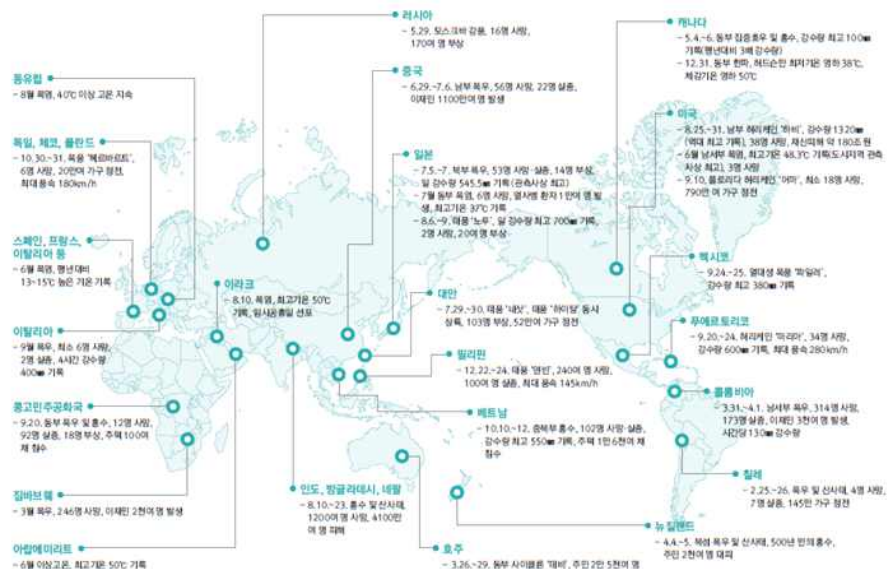 러시아
- 5.29. 모스크바 강풍, 16명 사망,
170여 명 부상
캐나다
- 5.4.~6. 동부 집중호우 및 홍수, 강수량 최고 100㎜
기록(평년대비 3배 강수량)
- 12.31. 동부 한파, 허드슨만 최저기온 영하 38℃,
체감기온 영하 50℃
동유럽
- 8월 폭염, 40℃ 이상 고온 지속
중국
- 6.29.~7.6. 남부 폭우, 56명 사망, 22명 실종,
이재민 1100만여 명 발생
미국
- 8.25.~31. 남부 허리케인 '하비', 강수량 1320㎜
(역대 최고 기록), 38명 사망, 재산피해 약 180조 원
- 6월 남서부 폭염, 최고기온 48.3℃ 기록(도시지역 관측
사상 최고), 3명 사망
- 9.10. 플로리다 허리케인 '어마', 최소 18명 사망,
790만 여 가구 정전
독일, 체코, 폴란드
- 10.30.~31. 폭풍 '헤르바르트',
6명 사망, 20만여 가구 정전,
최대 풍속 180km/h
일본
- 7.5.~7. 북부 폭우, 53명 사망·실종, 14명 부상,
일 강수량 545.5㎜ 기록(관측사상 최고)
- 7월 동부 폭염, 6명 사망, 열사병 환자 1만여 명 발
생, 최고기온 37℃ 기록
- 8.6.~9. 태풍 '노루', 일 강수량 최고 700㎜ 기록,
2명 사망, 20여 명 부상
스페인, 프랑스,
이탈리아 등
- 6월 폭염, 평년 대비
13~15℃ 높은 기온 기록
이라크
- 8.10. 폭염, 최고기온 50℃
기록, 임시공휴일 선포
멕시코
- 9.24.~25. 열대성 폭풍 '파일러',
강수량 최고 380㎜ 기록
대만
- 7.29.~30. 태풍 '네삿', 태풍 '하이탕' 동시
상륙, 103명 부상, 52만여 가구 정전
푸에르토리코
- 9.20.~24. 허리케인 '마리아', 34명 사망,
강수량 600㎜ 기록, 최대 풍속 280km/h
이탈리아
- 9월 폭우, 최소 6명 사망,
2명 실종, 4시간 강수량
400㎜ 기록
필리핀
- 12.22.~24. 태풍 '덴빈', 240여 명 사망,
100여 명 실종, 최대 풍속 145km/h
콜롬비아
- 3.31.~4.1. 남서부 폭우, 314명 사망,
173명 실종, 이재민 3천여 명 발생,
시간당 130㎜ 강수량
콩고민주공화국
- 9.20. 동부 폭우 및 홍수, 12명 사망,
92명 실종, 18명 부상, 주택 100여
채 침수
베트남
- 10.10.~12. 중북부 홍수, 102명 사망·실종,
강수량 최고 550㎜ 기록, 주택 1만 6천여 채
침수
칠레
- 2.25.~26. 폭우 및 산사태, 4명 사망,
7명 실종, 145만 가구 정전
짐바브웨
- 3월 폭우, 246명 사망, 이재민 2천여 명 발생
인도, 방글라데시, 네팔
- 8.10.~23. 홍수 및 산사태,
1200여 명 사망, 4100만
여 명 피해
뉴질랜드
- 4.4.~5. 북섬 폭우 및 산사태, 500년 만의 홍수,
주민 2천여 명 대피
아랍에미리트
- 6월 이상고온, 최고기온 50℃ 기록
호주
- 3.26.~29. 동부 사이클론 '데비', 주민 2만 5천여 명